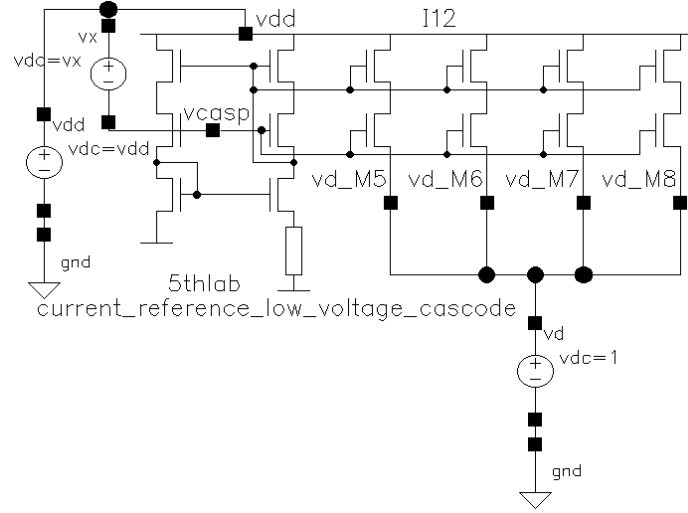 vdd I12
vx
vdc=vx
vcasp
vdd
vdc=vdd
vd_M5 vd_M6 vd_M7 vd_M8
gnd
5thlab
current_reference_low_voltage_cascode
vd
vdc=1
gnd